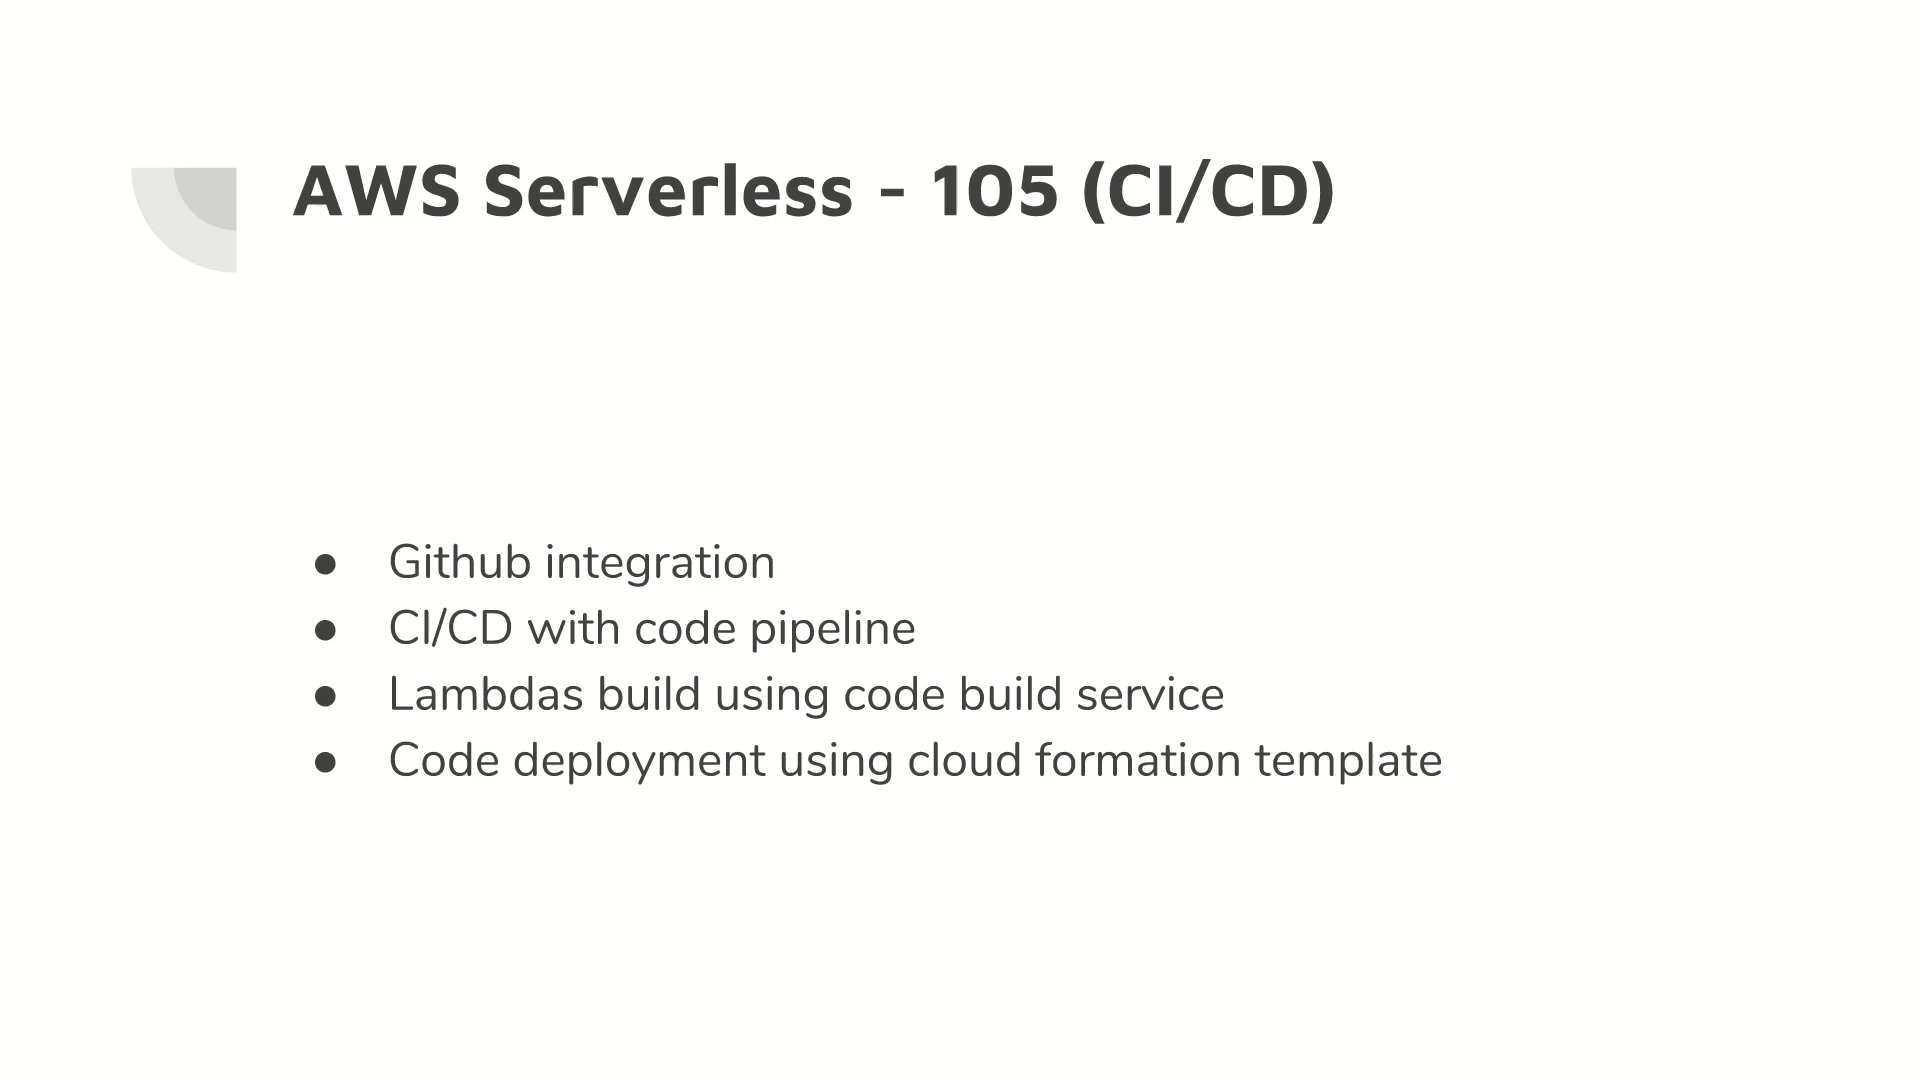 AWS Serverless - 105 (CI/CD)
● Github integration
● CI/CD with code pipeline
● Lambdas build using code build service
● Code deployment using cloud formation template